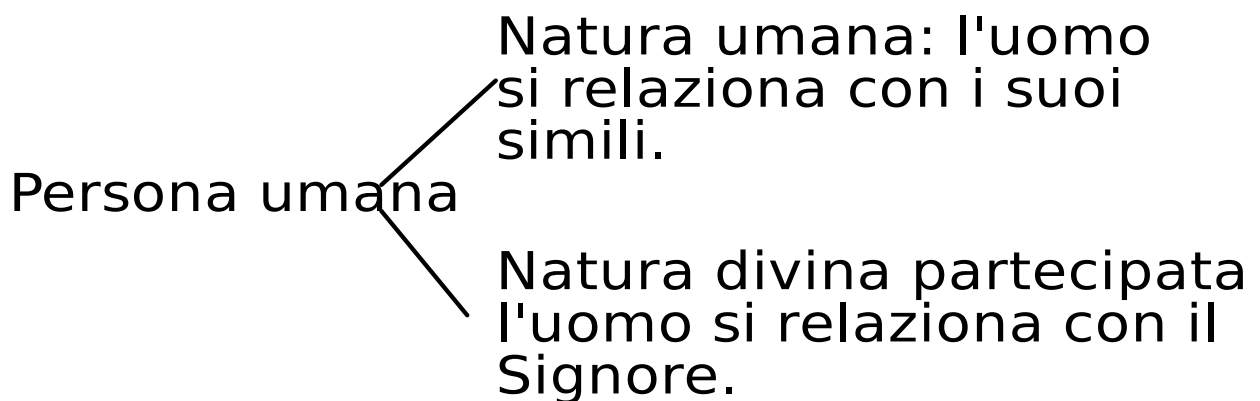 Natura umana: l'uomo
si relaziona con i suoi
simili.
Persona umana
Natura divina partecipata
l'uomo si relaziona con il
Signore.